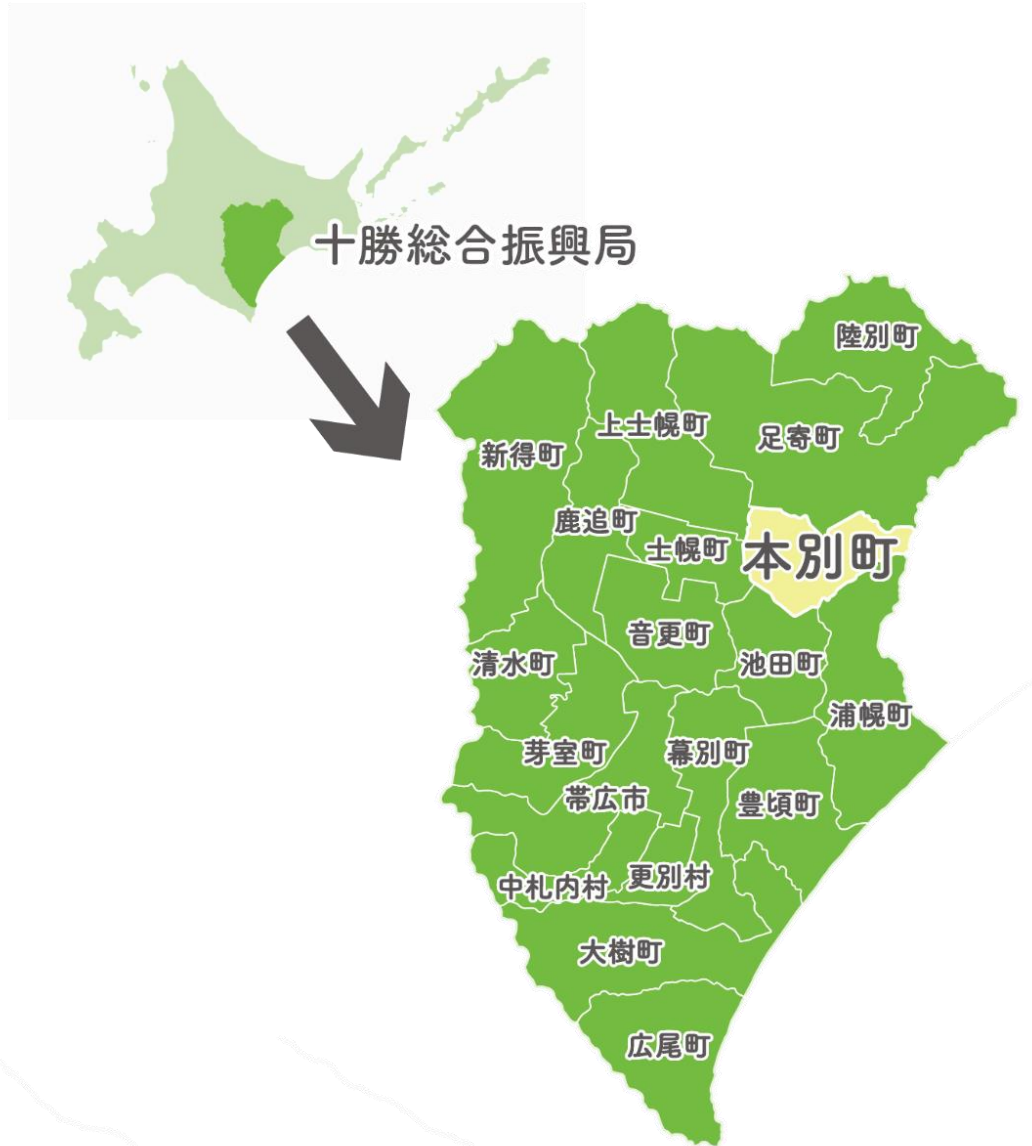 十勝総合振興局
陸別町
上士幌町
足寄町
新得町
鹿追町
士幌町
本別町
音更町
清水町
池田町
浦幌町
芽室町
幕別町
帯広市
豊頃町
中札内村
更別村
大樹町
広尾町